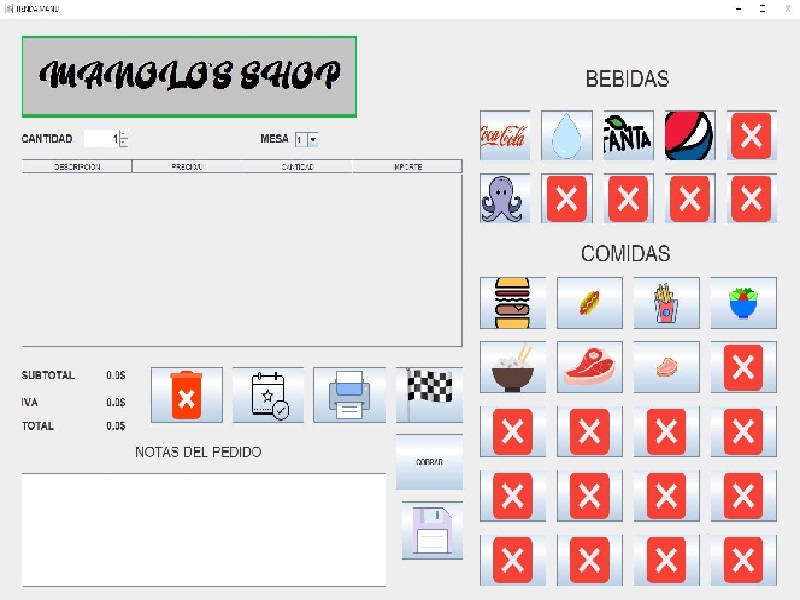 TIENDA MANU
MANOLO'S SHOP
CANTIDAD 1
MESA 1
DESCRIPCIÓN PRECIO/U CANTIDAD IMPORTE
SUBTOTAL 0.0$
IVA 0.0$
TOTAL 0.0$
NOTAS DEL PEDIDO
COBRAR
BEBIDAS
Coca-Cola
FANTA
COMIDAS